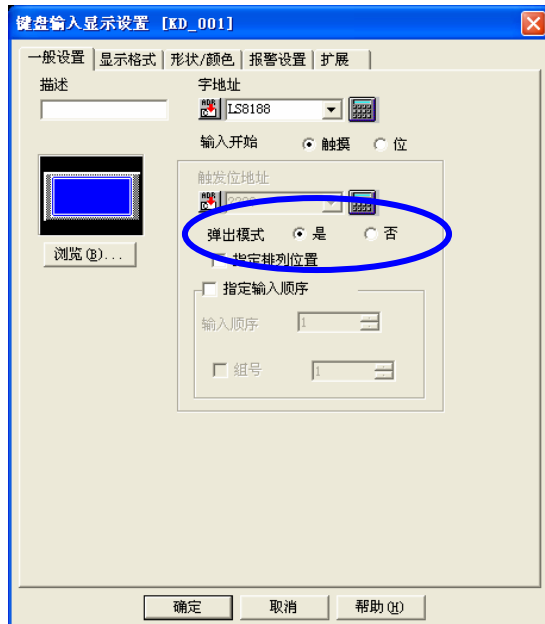 键盘输入显示设置 [KD_001]
一般设置 显示格式 形状/颜色 报警设置 扩展
描述 字地址
LS8188
输入开始 触摸 位
触发位地址
弹出模式 是 否
浏览(B)...
指定排列位置
指定输入顺序
输入顺序 1
组号 1
确定 取消 帮助(H)